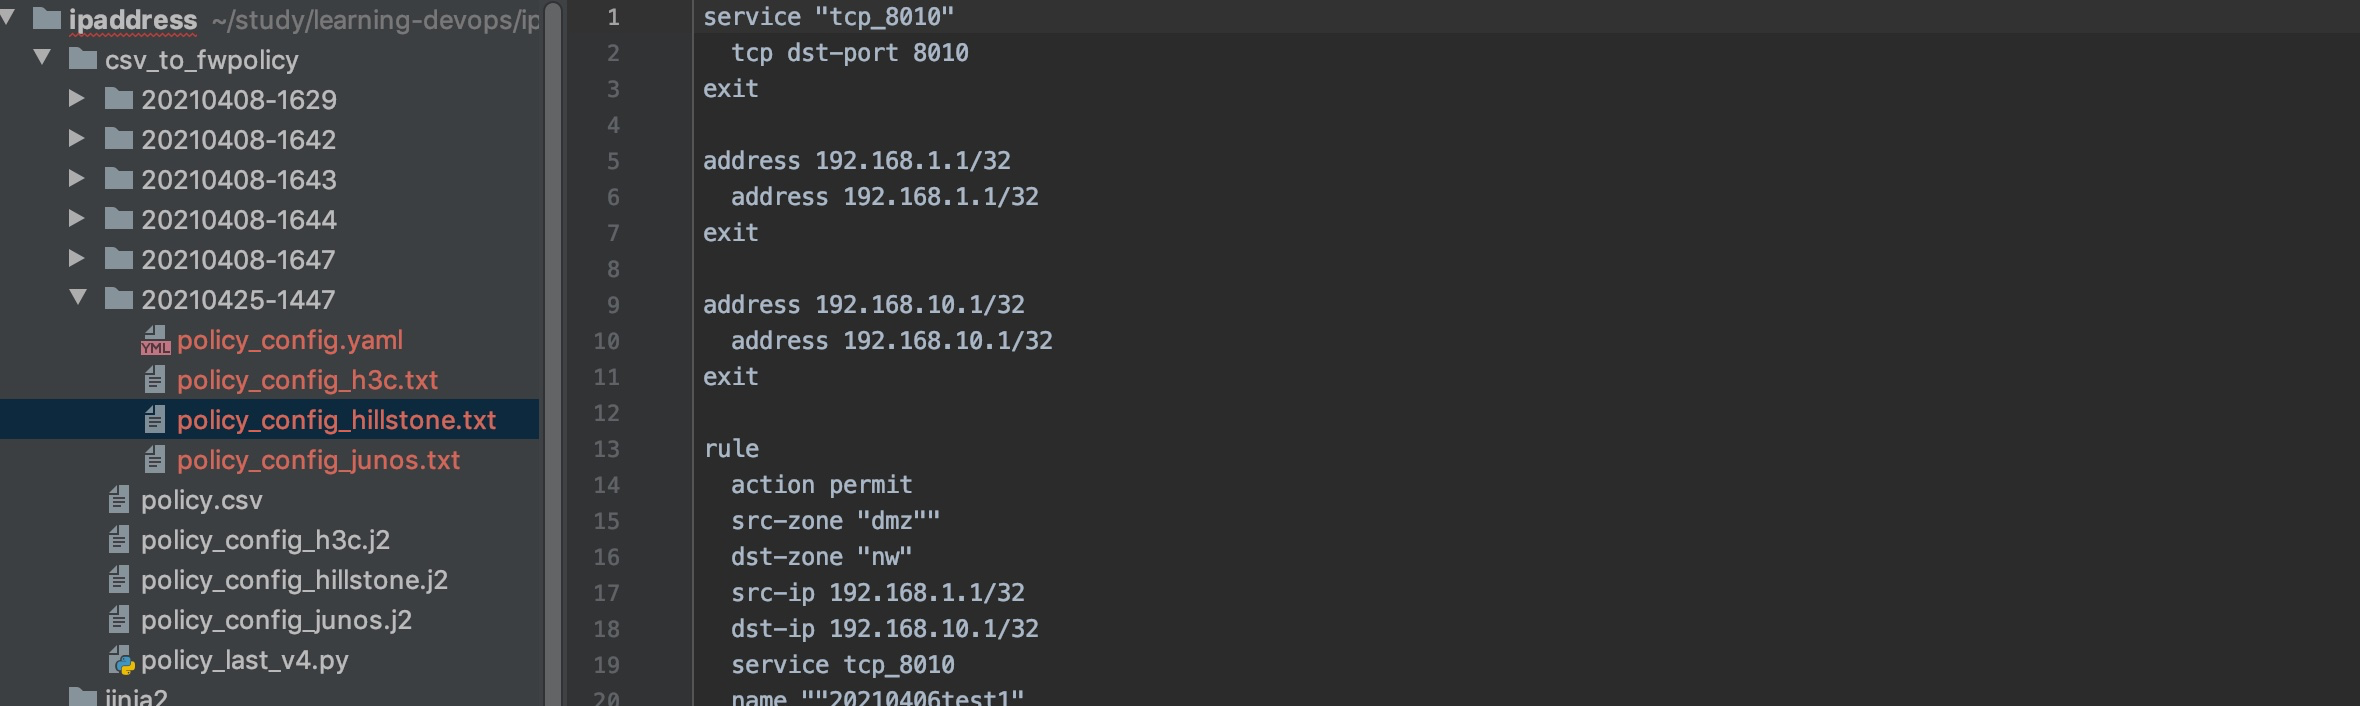 ipaddress ~/study/learning-devops/ip
csv_to_fwpolicy
20210408-1629
20210408-1642
20210408-1643
20210408-1644
20210408-1647
20210425-1447
YML policy_config.yaml
policy_config_h3c.txt
policy_config_hillstone.txt
policy_config_junos.txt
policy.csv
policy_config_h3c.j2
policy_config_hillstone.j2
policy_config_junos.j2
policy_last_v4.py
jinja2
1 service "tcp_8010"
2 tcp dst-port 8010
3 exit
4
5 address 192.168.1.1/32
6 address 192.168.1.1/32
7 exit
8
9 address 192.168.10.1/32
10 address 192.168.10.1/32
11 exit
12
13 rule
14 action permit
15 src-zone "dmz""
16 dst-zone "nw"
17 src-ip 192.168.1.1/32
18 dst-ip 192.168.10.1/32
19 service tcp_8010
20 name ""20210406test1"